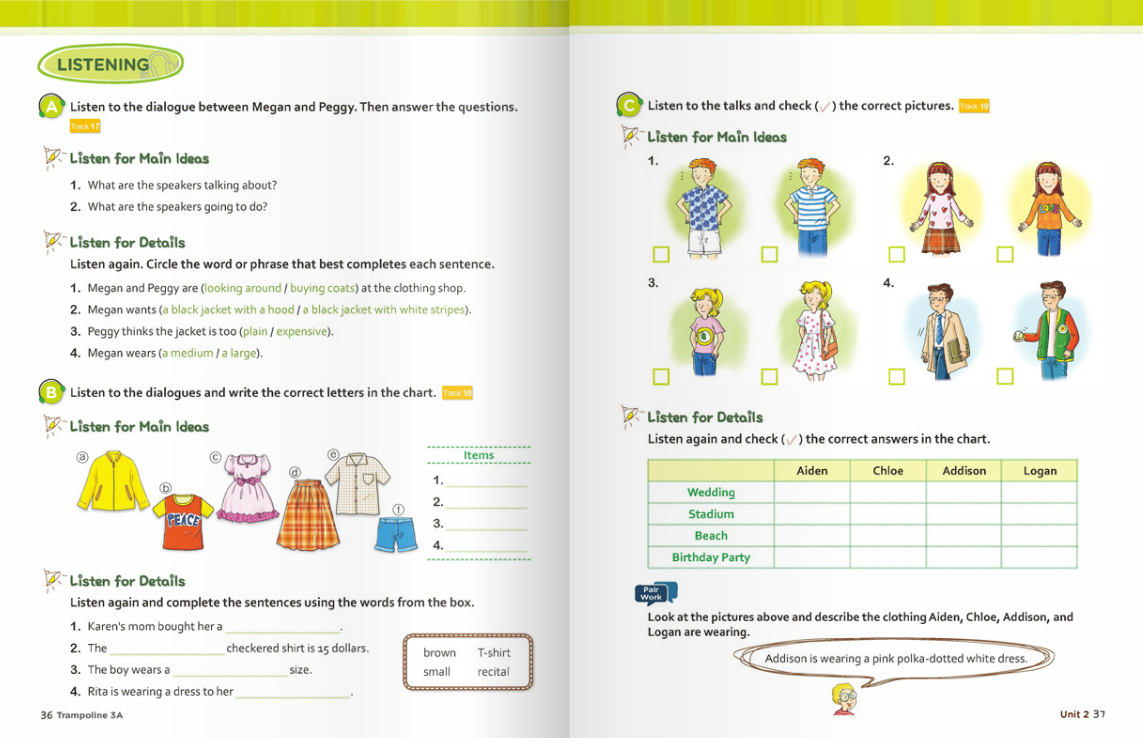 LISTENING
A Listen to the dialogue between Megan and Peggy. Then answer the questions.
Track 17
Listen for Main Ideas
1. What are the speakers talking about?
2. What are the speakers going to do?
Listen for Details
Listen again. Circle the word or phrase that best completes each sentence.
1. Megan and Peggy are (looking around / buying coats) at the clothing shop.
2. Megan wants (a black jacket with a hood / a black jacket with white stripes).
3. Peggy thinks the jacket is too (plain / expensive).
4. Megan wears (a medium / a large).
B Listen to the dialogues and write the correct letters in the chart. Track 18
Listen for Main Ideas
a
b
PEACE
c
d
e
f
Items
1.
2.
3.
4.
Listen for Details
Listen again and complete the sentences using the words from the box.
1. Karen's mom bought her a ____.
2. The ____ checkered shirt is 15 dollars.
3. The boy wears a ____ size.
4. Rita is wearing a dress to her ____.
brown T-shirt
small recital
36 Trampoline 3A
C Listen to the talks and check (✓) the correct pictures. Track 19
Listen for Main Ideas
1.
2.
LOVE
3.
4.
Listen for Details
Listen again and check (✓) the correct answers in the chart.
Aiden Chloe Addison Logan
Wedding
Stadium
Beach
Birthday Party
Pair
Work
Look at the pictures above and describe the clothing Aiden, Chloe, Addison, and
Logan are wearing.
Addison is wearing a pink polka-dotted white dress.
Unit 2 37